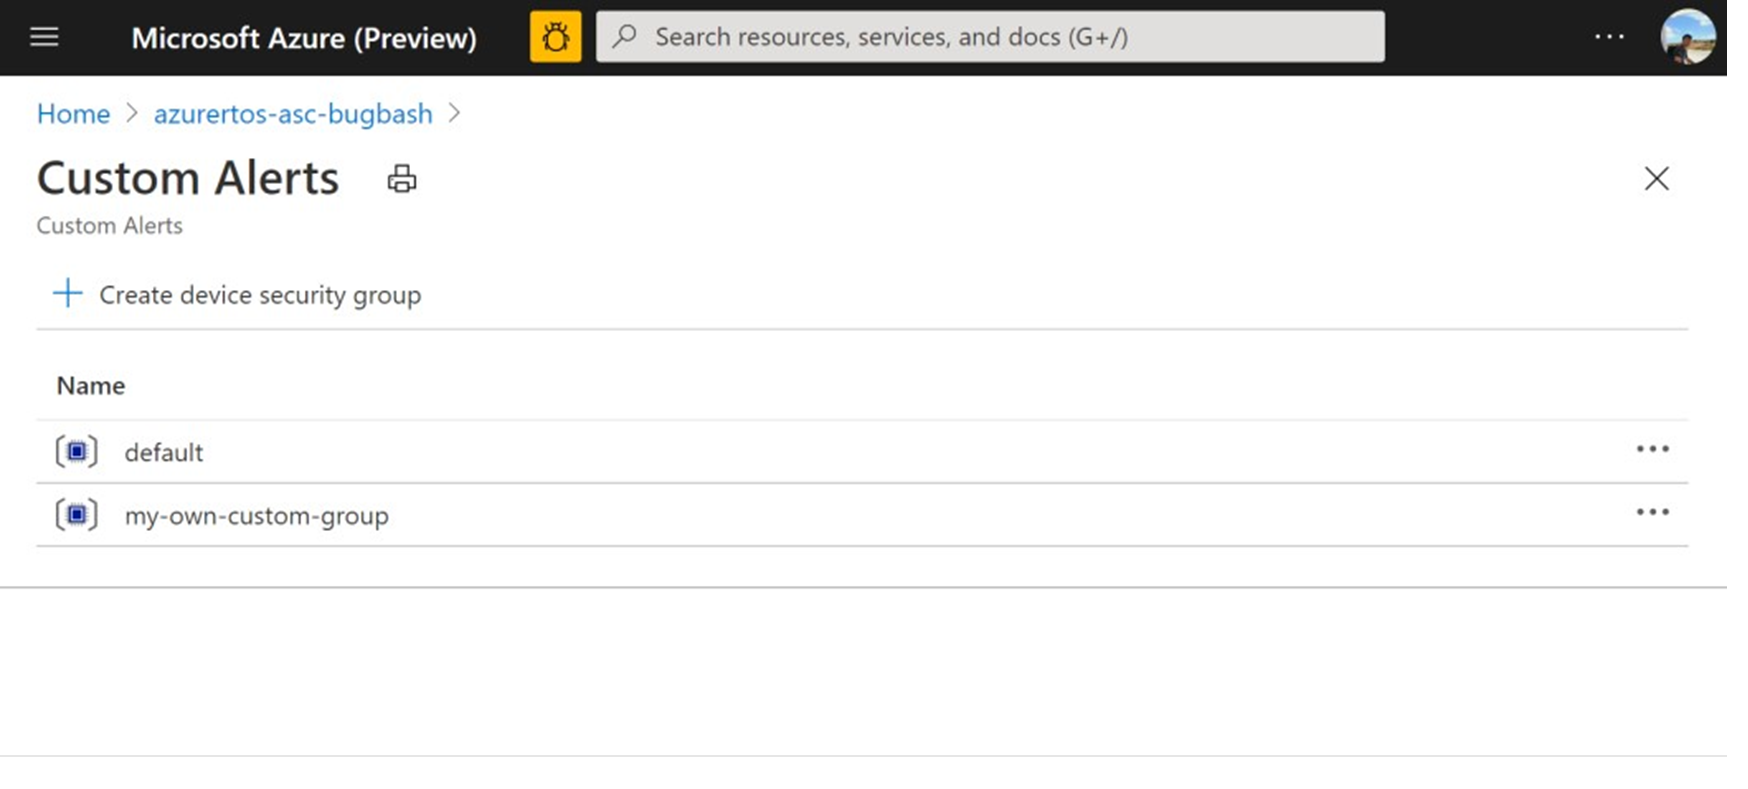 Microsoft Azure (Preview)
Search resources, services, and docs (G+/)
Home > azurertos-asc-bugbash >
Custom Alerts
Custom Alerts
Create device security group
Name
default
my-own-custom-group